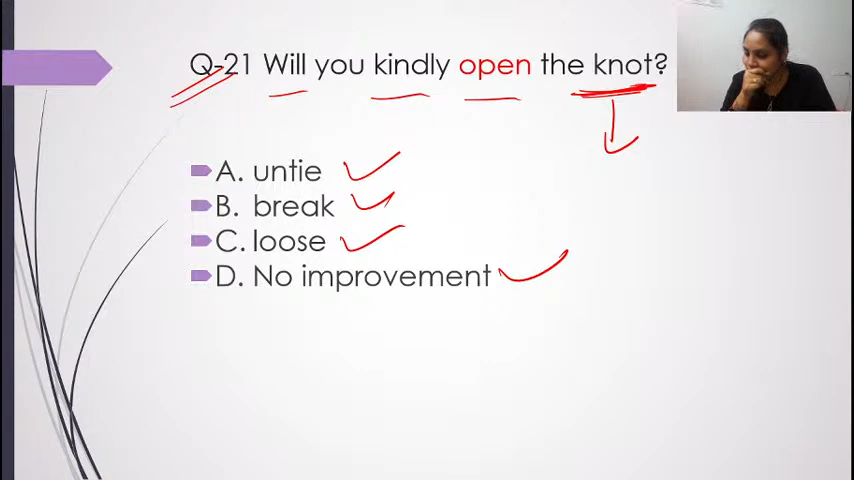 Q-21 Will you kindly open the knot?
A. untie
B. break
C. loose
D. No improvement